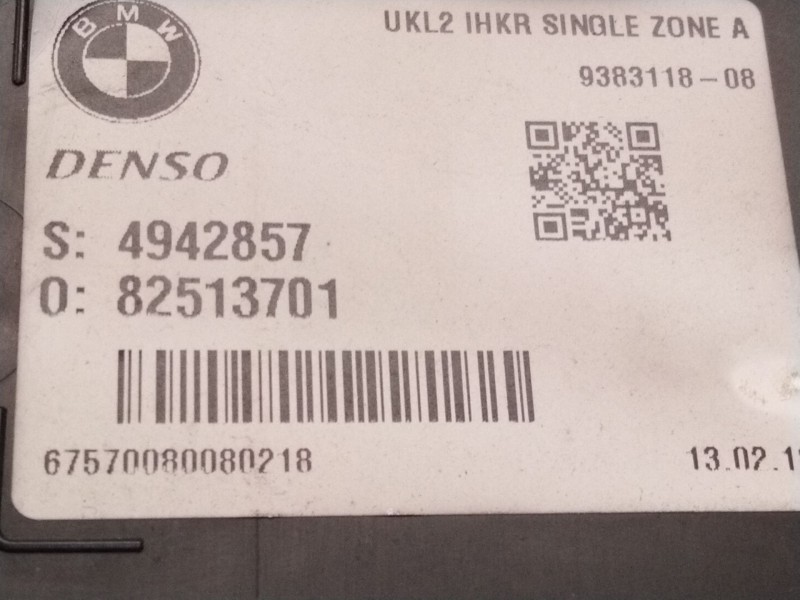 BMW
UKL2 IHKR SINGLE ZONE A
9383118-08
DENSO
S: 4942857
O: 82513701
67570080080218
13.02.1